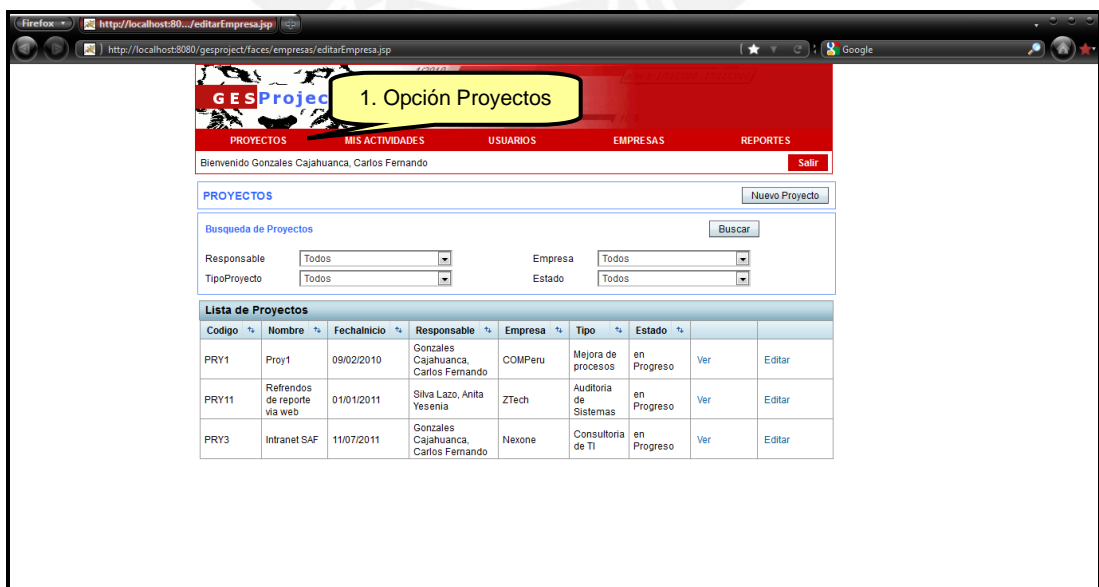 Firefox
http://localhost:80.../editarEmpresa.jsp
http://localhost:8080/gesproject/faces/empresas/editarEmpresa.jsp
Google
GESProjec
1. Opción Proyectos
PROYECTOS MIS ACTIVIDADES USUARIOS EMPRESAS REPORTES
Bienvenido Gonzales Cajahuanca, Carlos Fernando Salir
PROYECTOS Nuevo Proyecto
Busqueda de Proyectos Buscar
Responsable Todos Empresa Todos
TipoProyecto Todos Estado Todos
Lista de Proyectos
Codigo Nombre FechaInicio Responsable Empresa Tipo Estado
PRY1 Proy1 09/02/2010 Gonzales Cajahuanca, Carlos Fernando COMPeru Mejora de procesos en Progreso Ver Editar
PRY11 Refrendos de reporte via web 01/01/2011 Silva Lazo, Anita Yesenia ZTech Auditoria de Sistemas en Progreso Ver Editar
PRY3 Intranet SAF 11/07/2011 Gonzales Cajahuanca, Carlos Fernando Nexone Consultoria de TI en Progreso Ver Editar